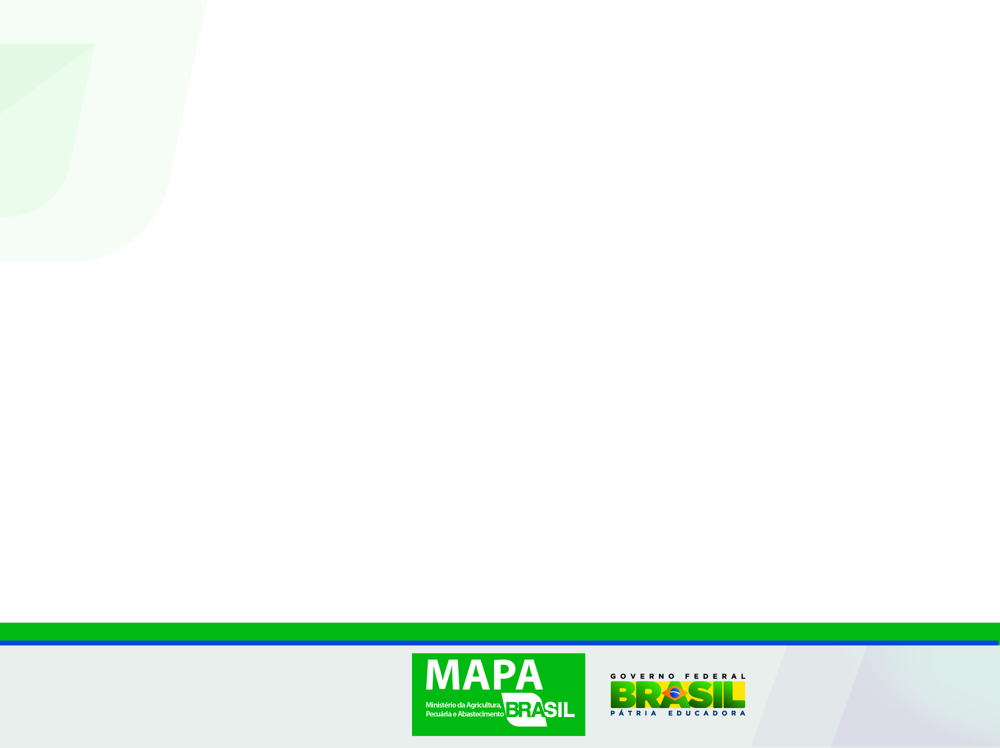 MAPA
Ministério da Agricultura,
Pecuária e Abastecimento
BRASIL
GOVERNO FEDERAL
BRASIL
PÁTRIA EDUCADORA